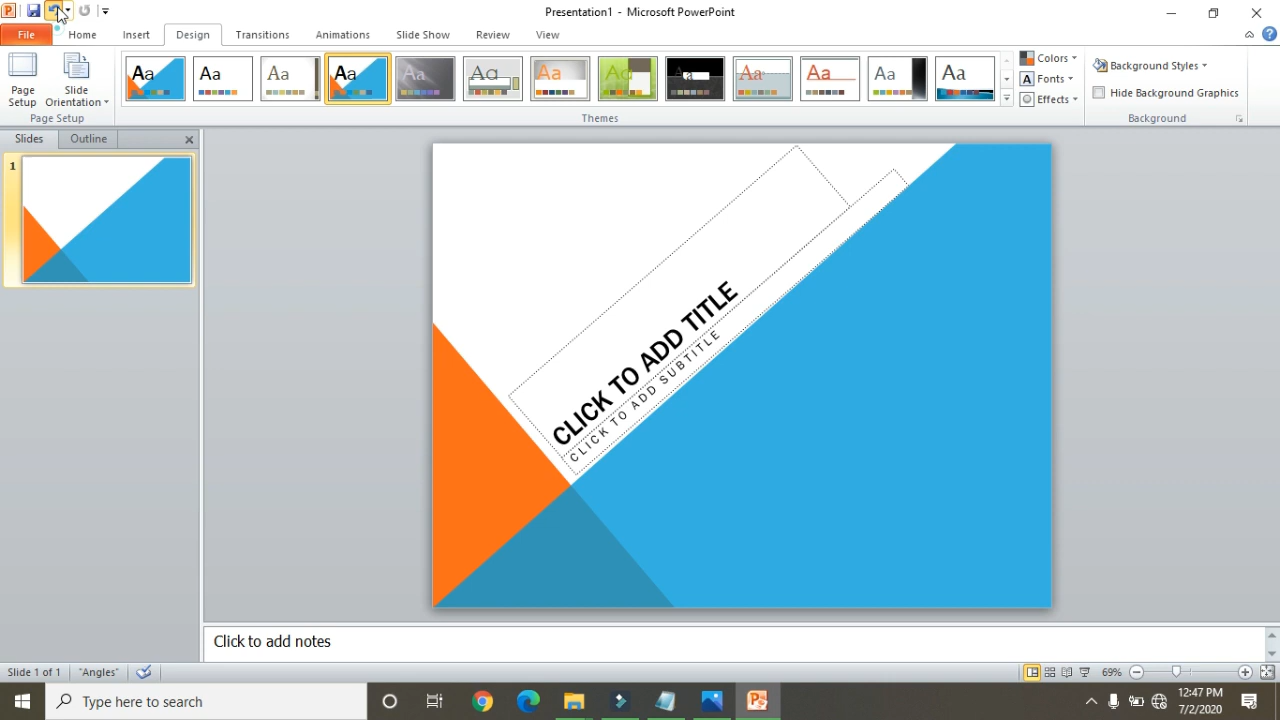 Presentation1 - Microsoft PowerPoint
File Home Insert Design Transitions Animations Slide Show Review View
Page Setup
Slide Orientation
Page Setup
Aa Aa Aa Aa Aa Aa Aa Aa Aa Aa Aa Aa Aa
Themes
Colors
Fonts
Effects
Background Styles
Hide Background Graphics
Background
Slides Outline
1
CLICK TO ADD TITLE
CLICK TO ADD SUBTITLE
Click to add notes
Slide 1 of 1 "Angles" 69%
Type here to search
12:47 PM
7/2/2020